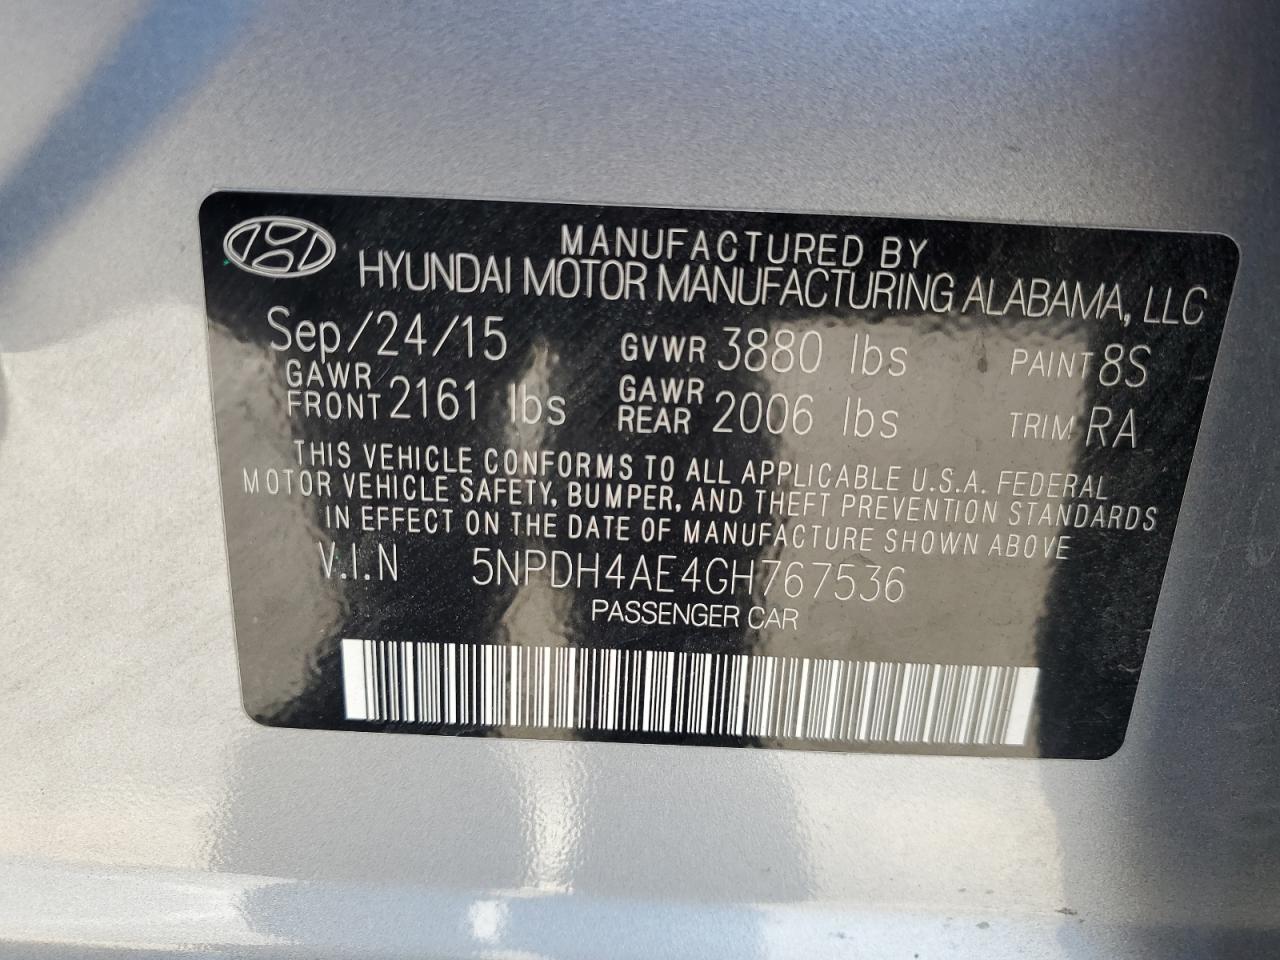 MANUFACTURED BY
HYUNDAI MOTOR MANUFACTURING ALABAMA, LLC
Sep/24/15 GVWR 3880 lbs PAINT 8S
GAWR FRONT 2161 lbs GAWR REAR 2006 lbs TRIM RA
THIS VEHICLE CONFORMS TO ALL APPLICABLE U.S.A. FEDERAL
MOTOR VEHICLE SAFETY, BUMPER, AND THEFT PREVENTION STANDARDS
IN EFFECT ON THE DATE OF MANUFACTURE SHOWN ABOVE
V.I.N 5NPDH4AE4GH767536
PASSENGER CAR